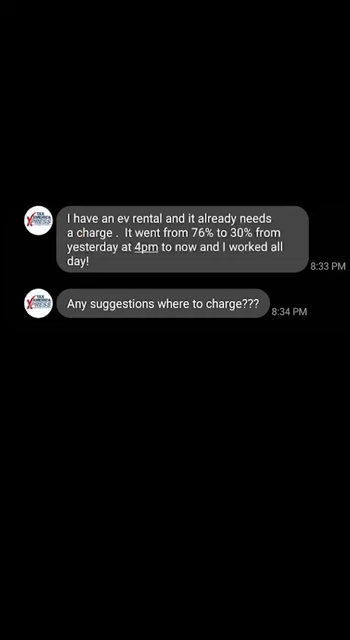 I have an ev rental and it already needs
a charge .  It went from 76% to 30% from
yesterday at 4pm to now and I worked all
day!
8:33 PM
Any suggestions where to charge???
8:34 PM